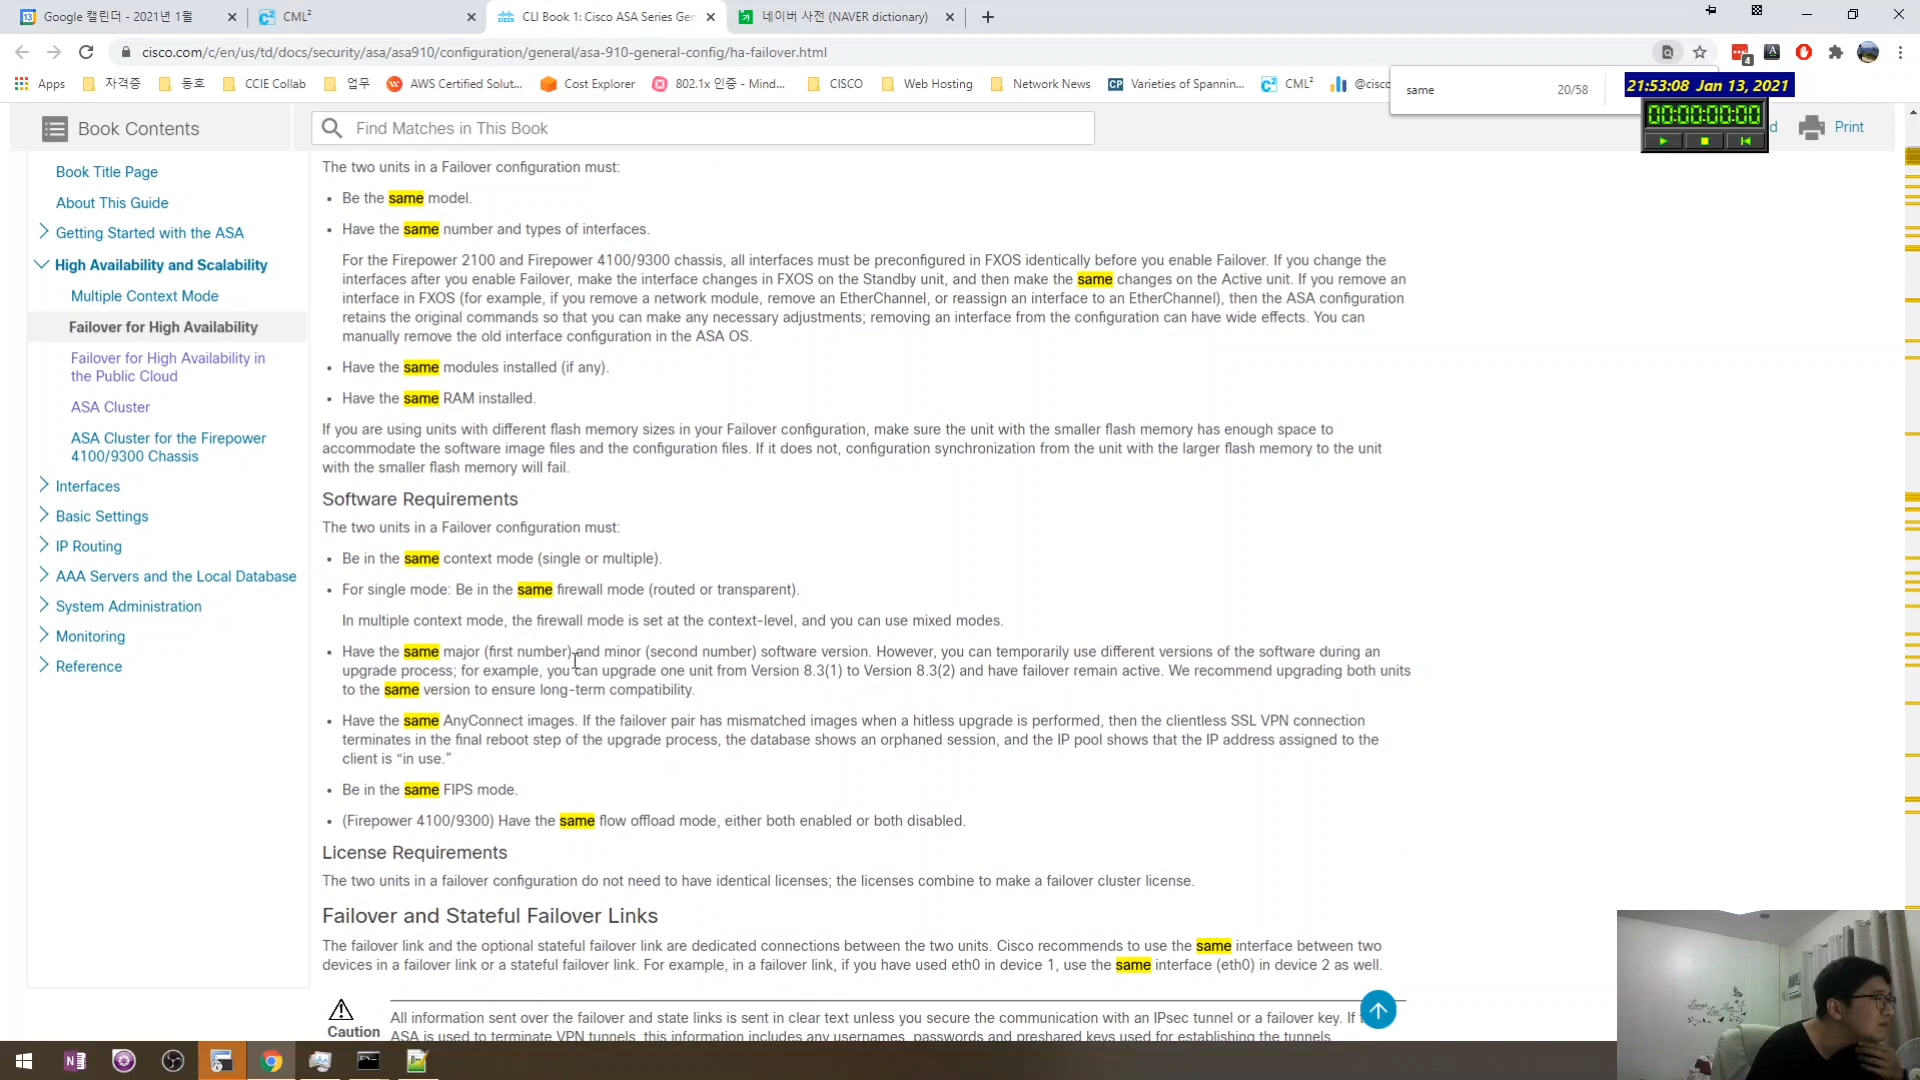 Google 캘린더 - 2021년 1월
CML²
CLI Book 1: Cisco ASA Series Gen
네이버 사전 (NAVER dictionary)
cisco.com/c/en/us/td/docs/security/asa/asa910/configuration/general/asa-910-general-config/ha-failover.html
4
Apps
자격증
동호
CCIE Collab
업무
AWS Certified Solut...
Cost Explorer
802.1x 인증 - Mind...
CISCO
Web Hosting
Network News
Varieties of Spannin...
CML²
@cisco
same
20/58
21:53:08 Jan 13, 2021
00:00:00:00
Book Contents
Find Matches in This Book
d
Print
Book Title Page
About This Guide
Getting Started with the ASA
High Availability and Scalability
Multiple Context Mode
Failover for High Availability
Failover for High Availability in
the Public Cloud
ASA Cluster
ASA Cluster for the Firepower
4100/9300 Chassis
Interfaces
Basic Settings
IP Routing
AAA Servers and the Local Database
System Administration
Monitoring
Reference
The two units in a Failover configuration must:
• Be the same model.
• Have the same number and types of interfaces.
For the Firepower 2100 and Firepower 4100/9300 chassis, all interfaces must be preconfigured in FXOS identically before you enable Failover. If you change the
interfaces after you enable Failover, make the interface changes in FXOS on the Standby unit, and then make the same changes on the Active unit. If you remove an
interface in FXOS (for example, if you remove a network module, remove an EtherChannel, or reassign an interface to an EtherChannel), then the ASA configuration
retains the original commands so that you can make any necessary adjustments; removing an interface from the configuration can have wide effects. You can
manually remove the old interface configuration in the ASA OS.
• Have the same modules installed (if any).
• Have the same RAM installed.
If you are using units with different flash memory sizes in your Failover configuration, make sure the unit with the smaller flash memory has enough space to
accommodate the software image files and the configuration files. If it does not, configuration synchronization from the unit with the larger flash memory to the unit
with the smaller flash memory will fail.
Software Requirements
The two units in a Failover configuration must:
• Be in the same context mode (single or multiple).
• For single mode: Be in the same firewall mode (routed or transparent).
In multiple context mode, the firewall mode is set at the context-level, and you can use mixed modes.
• Have the same major (first number) and minor (second number) software version. However, you can temporarily use different versions of the software during an
upgrade process; for example, you can upgrade one unit from Version 8.3(1) to Version 8.3(2) and have failover remain active. We recommend upgrading both units
to the same version to ensure long-term compatibility.
• Have the same AnyConnect images. If the failover pair has mismatched images when a hitless upgrade is performed, then the clientless SSL VPN connection
terminates in the final reboot step of the upgrade process, the database shows an orphaned session, and the IP pool shows that the IP address assigned to the
client is “in use.”
• Be in the same FIPS mode.
• (Firepower 4100/9300) Have the same flow offload mode, either both enabled or both disabled.
License Requirements
The two units in a failover configuration do not need to have identical licenses; the licenses combine to make a failover cluster license.
Failover and Stateful Failover Links
The failover link and the optional stateful failover link are dedicated connections between the two units. Cisco recommends to use the same interface between two
devices in a failover link or a stateful failover link. For example, in a failover link, if you have used eth0 in device 1, use the same interface (eth0) in device 2 as well.
Caution
All information sent over the failover and state links is sent in clear text unless you secure the communication with an IPsec tunnel or a failover key. If
ASA is used to terminate VPN tunnels, this information includes any usernames, passwords and preshared keys used for establishing the tunnels.